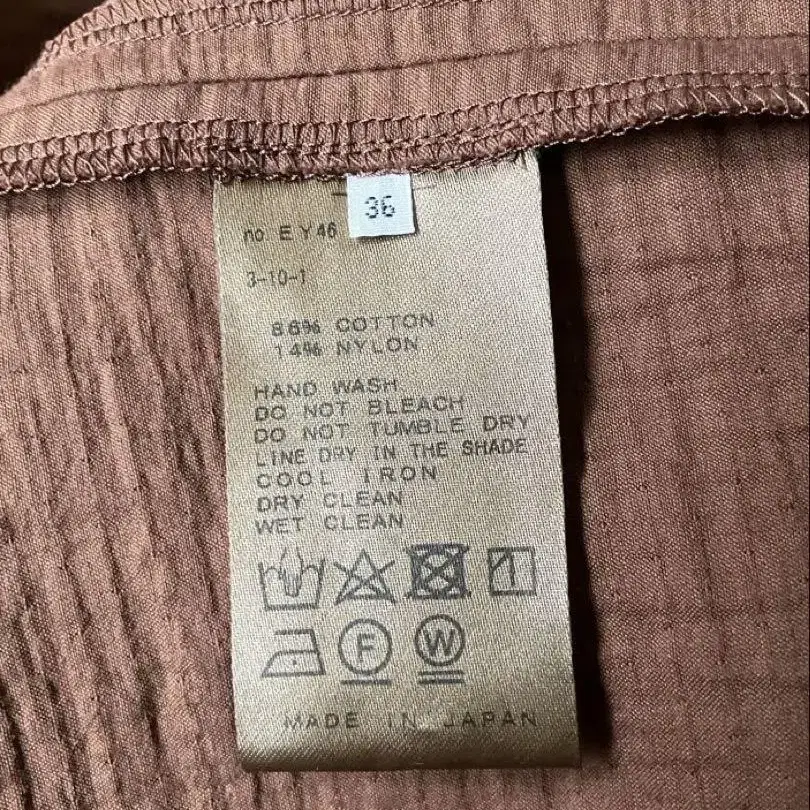 36
no. EY46
3-10-1
86% COTTON
14% NYLON
HAND WASH
DO NOT BLEACH
DO NOT TUMBLE DRY
LINE DRY IN THE SHADE
COOL IRON
DRY CLEAN
WET CLEAN
F
W
MADE IN JAPAN